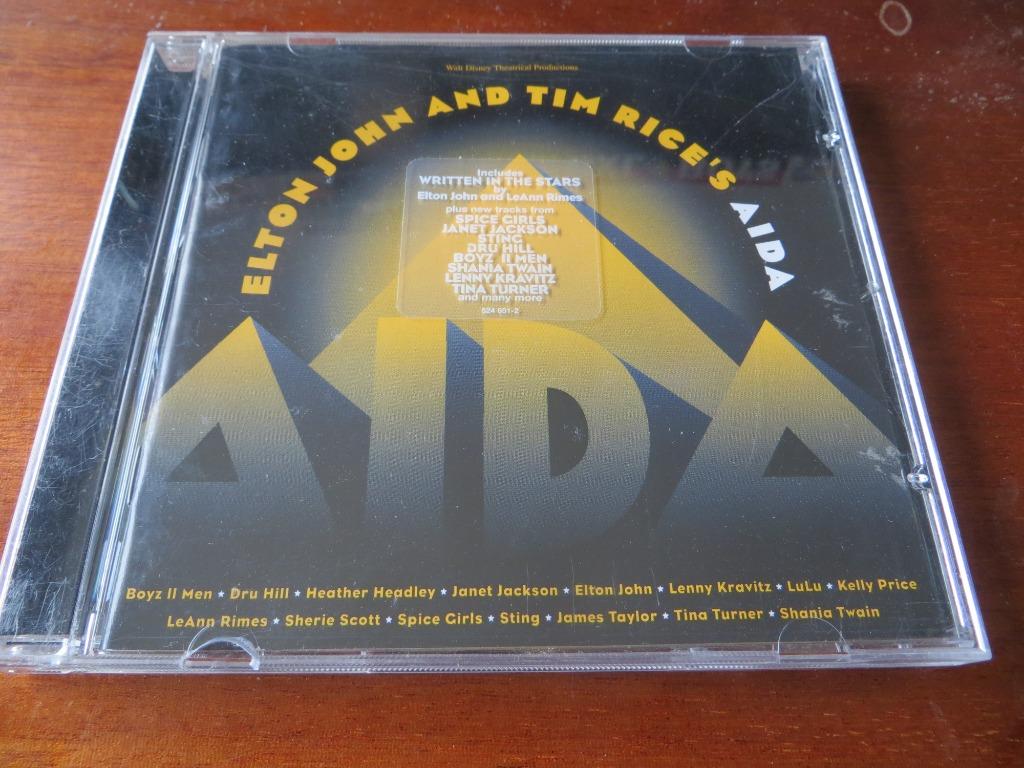 Walt Disney Theatrical Productions
ELTON JOHN AND TIM RICE'S AIDA
Includes
WRITTEN IN THE STARS
by
Elton John and LeAnn Rimes
plus new tracks from
SPICE GIRLS
JANET JACKSON
STING
DRU HILL
BOYZ II MEN
SHANIA TWAIN
LENNY KRAVITZ
TINA TURNER
and many more
524 651-2
AIDA
Boyz II Men ★ Dru Hill ★ Heather Headley ★ Janet Jackson ★ Elton John ★ Lenny Kravitz ★ LuLu ★ Kelly Price
LeAnn Rimes ★ Sherie Scott ★ Spice Girls ★ Sting ★ James Taylor ★ Tina Turner ★ Shania Twain